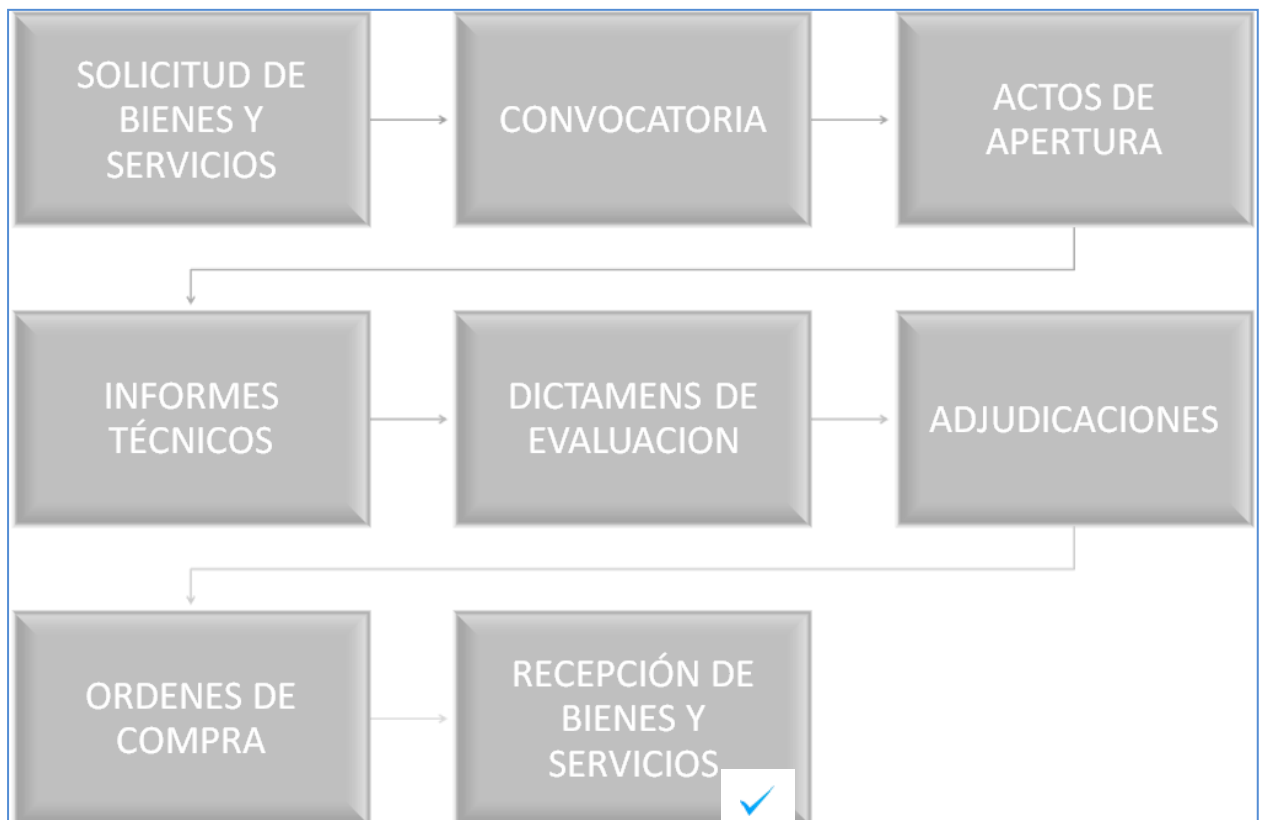 SOLICITUD DE
BIENES Y
SERVICIOS
CONVOCATORIA
ACTOS DE
APERTURA
INFORMES
TÉCNICOS
DICTAMENS DE
EVALUACION
ADJUDICACIONES
ORDENES DE
COMPRA
RECEPCIÓN DE
BIENES Y
SERVICIOS